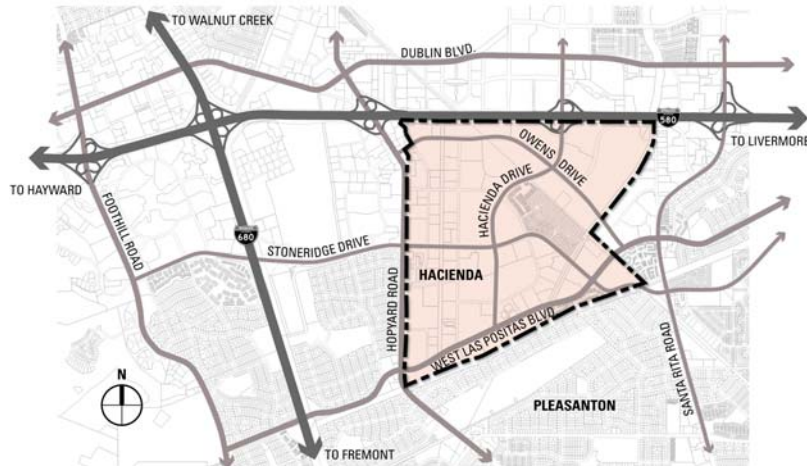 TO WALNUT CREEK
DUBLIN BLVD.
580
TO LIVERMORE
TO HAYWARD
OWENS DRIVE
HACIENDA DRIVE
FOOTHILL ROAD
680
STONERIDGE DRIVE
HACIENDA
HOPYARD ROAD
WEST LAS POSITAS BLVD
SANTA RITA ROAD
N
PLEASANTON
TO FREMONT